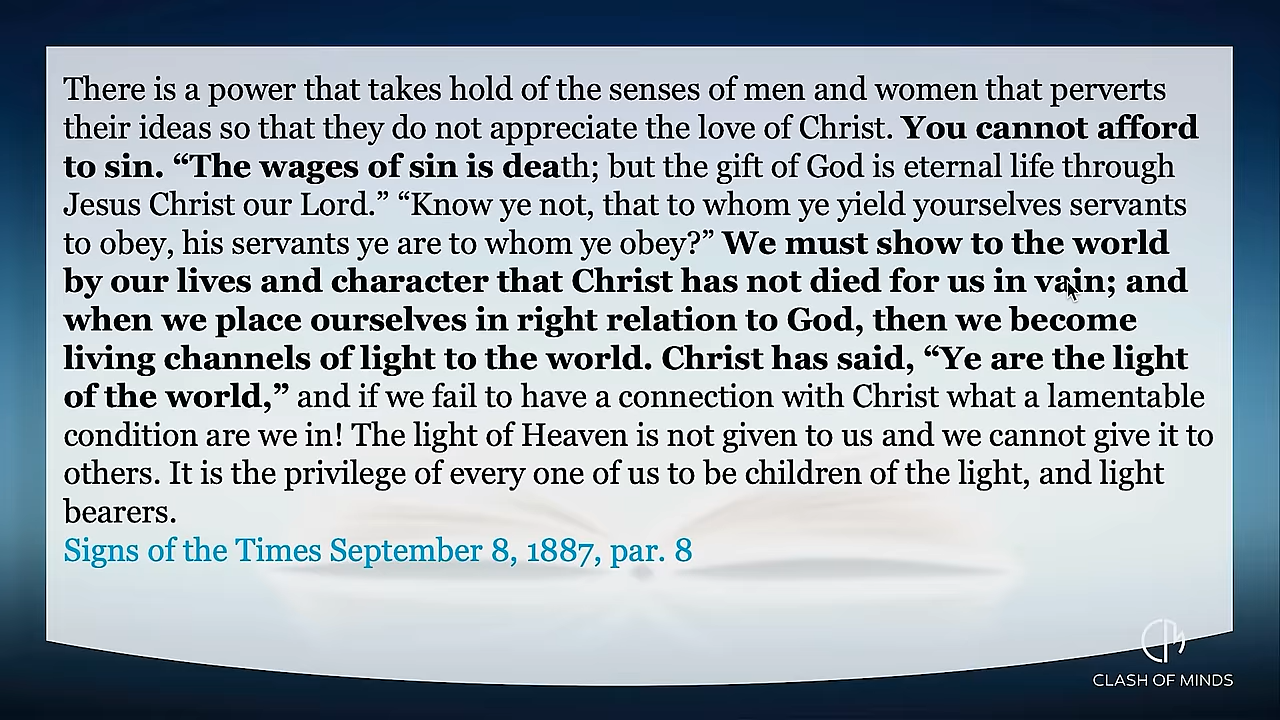 There is a power that takes hold of the senses of men and women that perverts
their ideas so that they do not appreciate the love of Christ. You cannot afford
to sin. “The wages of sin is death; but the gift of God is eternal life through
Jesus Christ our Lord.” “Know ye not, that to whom ye yield yourselves servants
to obey, his servants ye are to whom ye obey?” We must show to the world
by our lives and character that Christ has not died for us in vain; and
when we place ourselves in right relation to God, then we become
living channels of light to the world. Christ has said, “Ye are the light
of the world,” and if we fail to have a connection with Christ what a lamentable
condition are we in! The light of Heaven is not given to us and we cannot give it to
others. It is the privilege of every one of us to be children of the light, and light
bearers.
Signs of the Times September 8, 1887, par. 8
CLASH OF MINDS